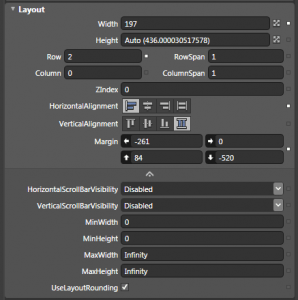 Layout
Width 197
Height Auto (436.000030517578)
Row 2 RowSpan 1
Column 0 ColumnSpan 1
ZIndex 0
HorizontalAlignment
VerticalAlignment
Margin -261 0
84 -520
HorizontalScrollBarVisibility Disabled
VerticalScrollBarVisibility Disabled
MinWidth 0
MinHeight 0
MaxWidth Infinity
MaxHeight Infinity
UseLayoutRounding